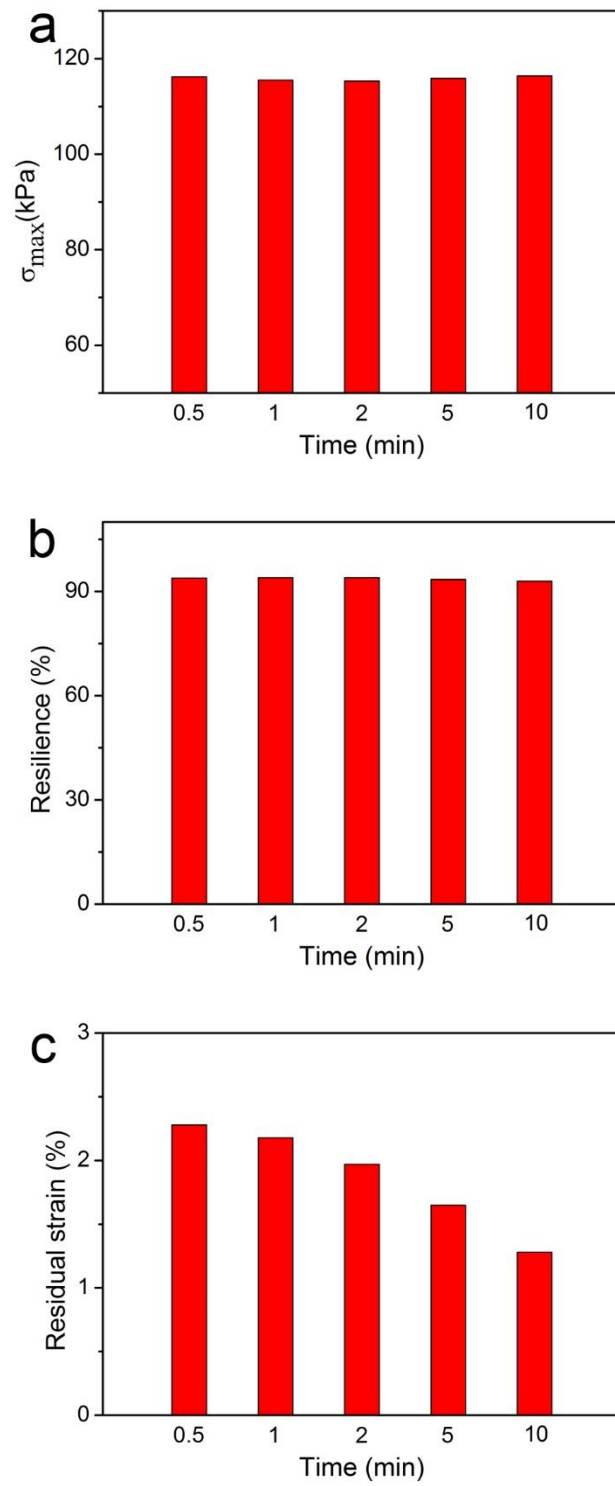 a
120
100
80
60
σmax(kPa)
0.5 1 2 5 10
Time (min)
b
90
60
30
0
Resilience (%)
0.5 1 2 5 10
Time (min)
c
3
2
1
0
Residual strain (%)
0.5 1 2 5 10
Time (min)